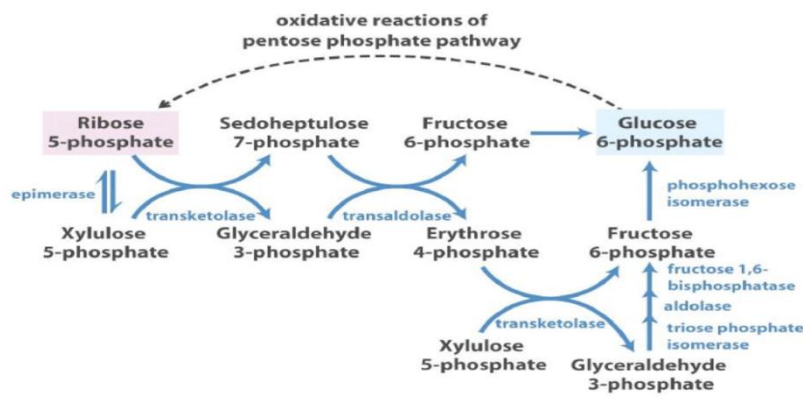 oxidative reactions of
pentose phosphate pathway
Ribose
5-phosphate
Sedoheptulose
7-phosphate
Fructose
6-phosphate
Glucose
6-phosphate
epimerase
transketolase
transaldolase
phosphohexose
isomerase
Xylulose
5-phosphate
Glyceraldehyde
3-phosphate
Erythrose
4-phosphate
Fructose
6-phosphate
fructose 1,6-
bisphosphatase
aldolase
transketolase
triose phosphate
isomerase
Xylulose
5-phosphate
Glyceraldehyde
3-phosphate